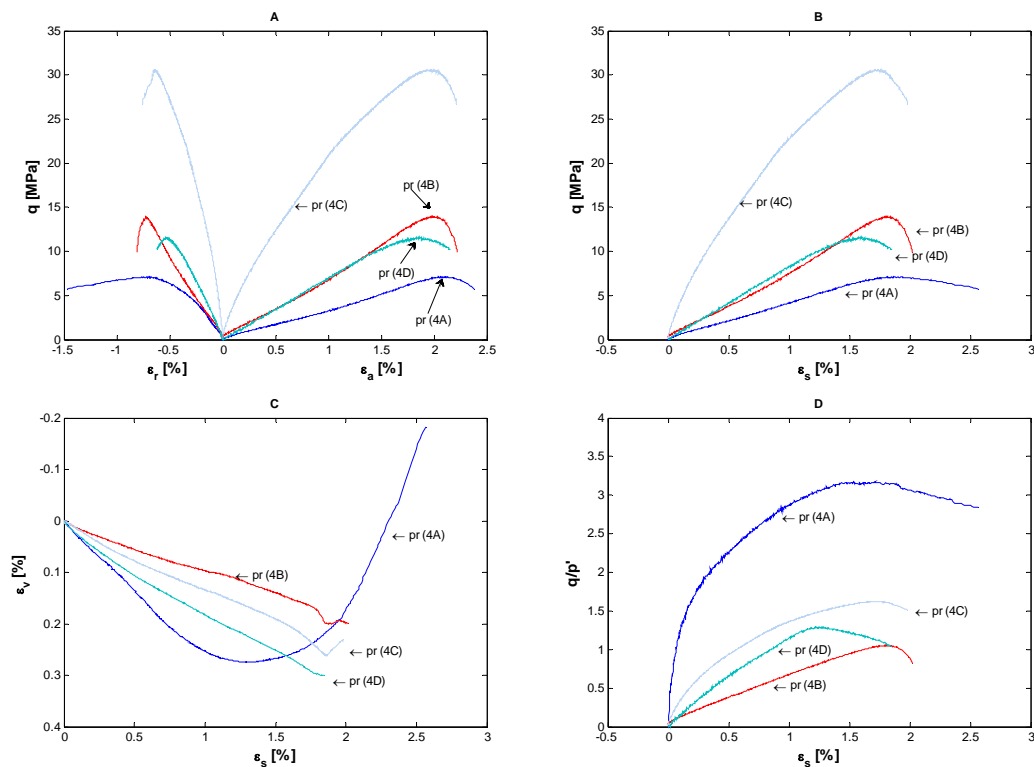 A
35
30
25
20
15
10
5
0
q [MPa]
-1.5
-1
-0.5
0
0.5
1
1.5
2
2.5
εr [%]
εa [%]
pr (4B)
← pr (4C)
pr (4D)
pr (4A)
B
35
30
25
20
15
10
5
0
q [MPa]
-0.5
0
0.5
1
1.5
2
2.5
3
εs [%]
← pr (4C)
← pr (4B)
← pr (4D)
← pr (4A)
C
-0.2
-0.1
0
0.1
0.2
0.3
0.4
εv [%]
0
0.5
1
1.5
2
2.5
3
εs [%]
← pr (4A)
← pr (4B)
← pr (4C)
← pr (4D)
D
4
3.5
3
2.5
2
1.5
1
0.5
0
q/p'
-0.5
0
0.5
1
1.5
2
2.5
3
εs [%]
← pr (4A)
← pr (4C)
← pr (4D)
← pr (4B)